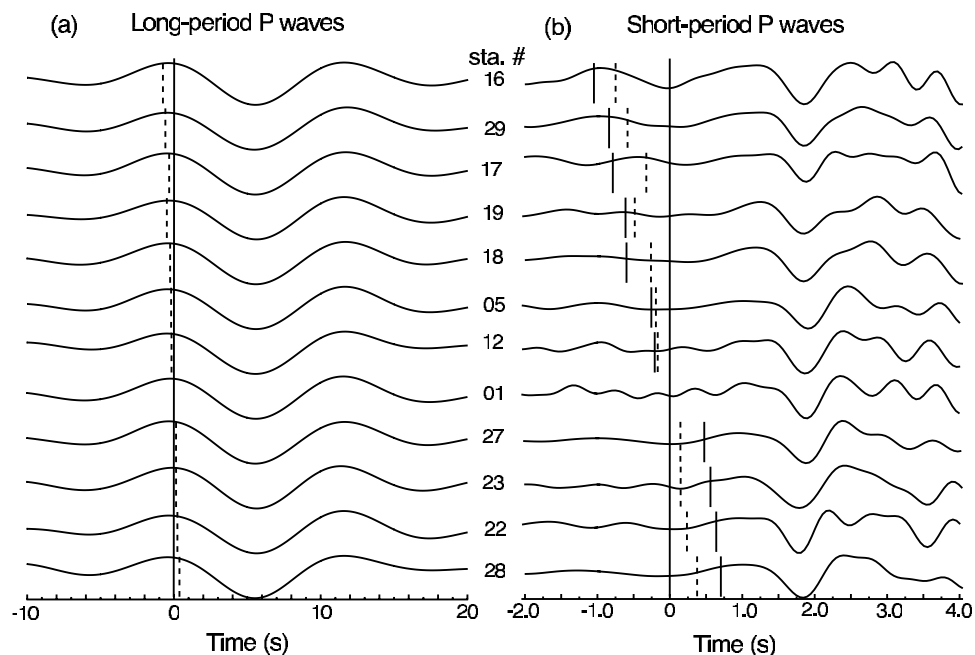 (a) Long-period P waves
(b) Short-period P waves
sta. #
16
29
17
19
18
05
12
01
27
23
22
28
-10 0 10 20
-2.0 -1.0 0 1.0 2.0 3.0 4.0
Time (s)
Time (s)